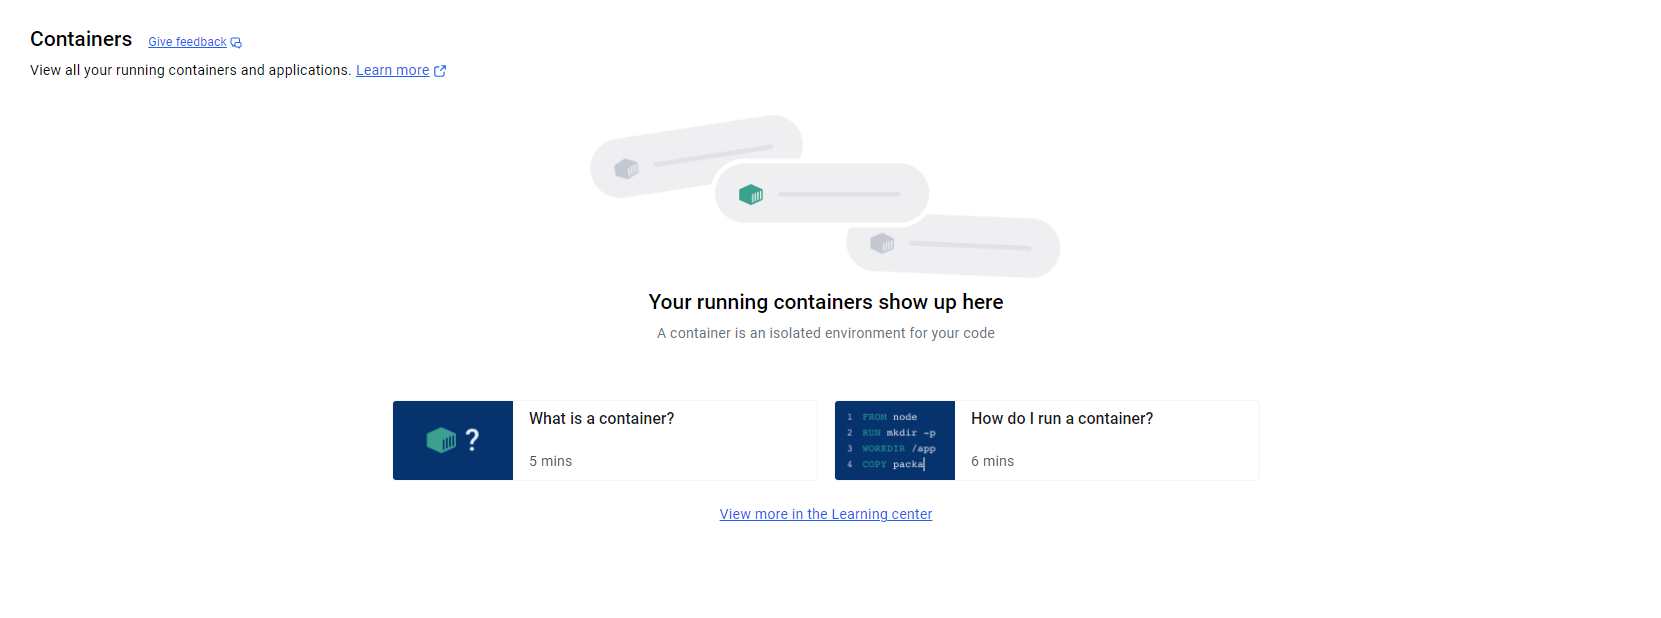 Containers Give feedback
View all your running containers and applications. Learn more
Your running containers show up here
A container is an isolated environment for your code
?
What is a container?
5 mins
1 FROM node
2 RUN mkdir -p
3 WORKDIR /app
4 COPY packa
How do I run a container?
6 mins
View more in the Learning center